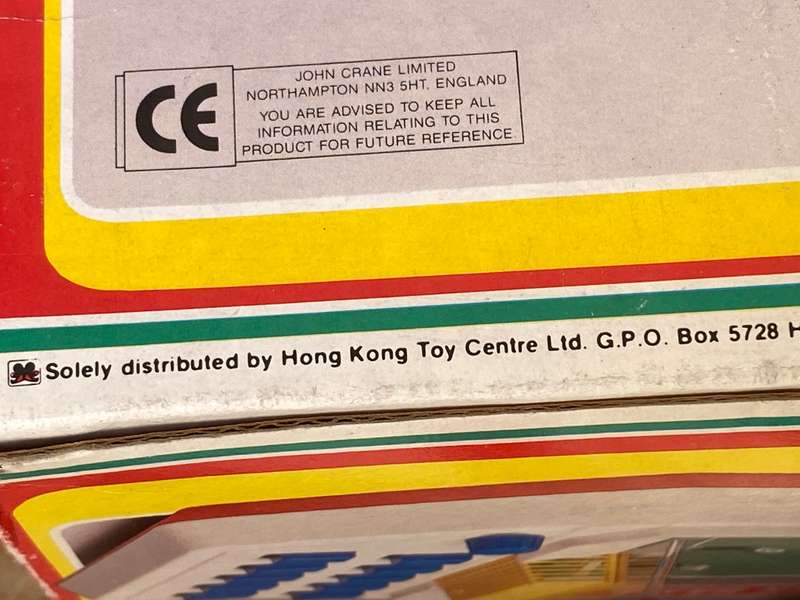 CE
JOHN CRANE LIMITED
NORTHAMPTON NN3 5HT. ENGLAND
YOU ARE ADVISED TO KEEP ALL
INFORMATION RELATING TO THIS
PRODUCT FOR FUTURE REFERENCE.
Solely distributed by Hong Kong Toy Centre Ltd. G.P.O. Box 5728 H